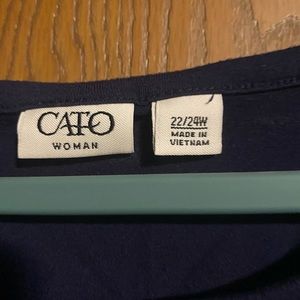 CATO
WOMAN
22/24W
MADE IN
VIETNAM